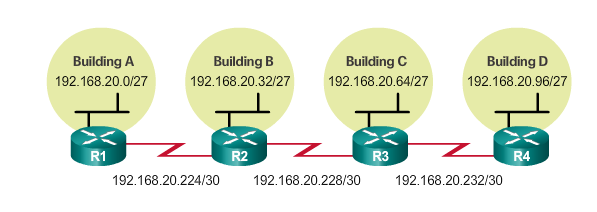 Building A
192.168.20.0/27
Building B
192.168.20.32/27
Building C
192.168.20.64/27
Building D
192.168.20.96/27
R1
R2
R3
R4
192.168.20.224/30
192.168.20.228/30
192.168.20.232/30